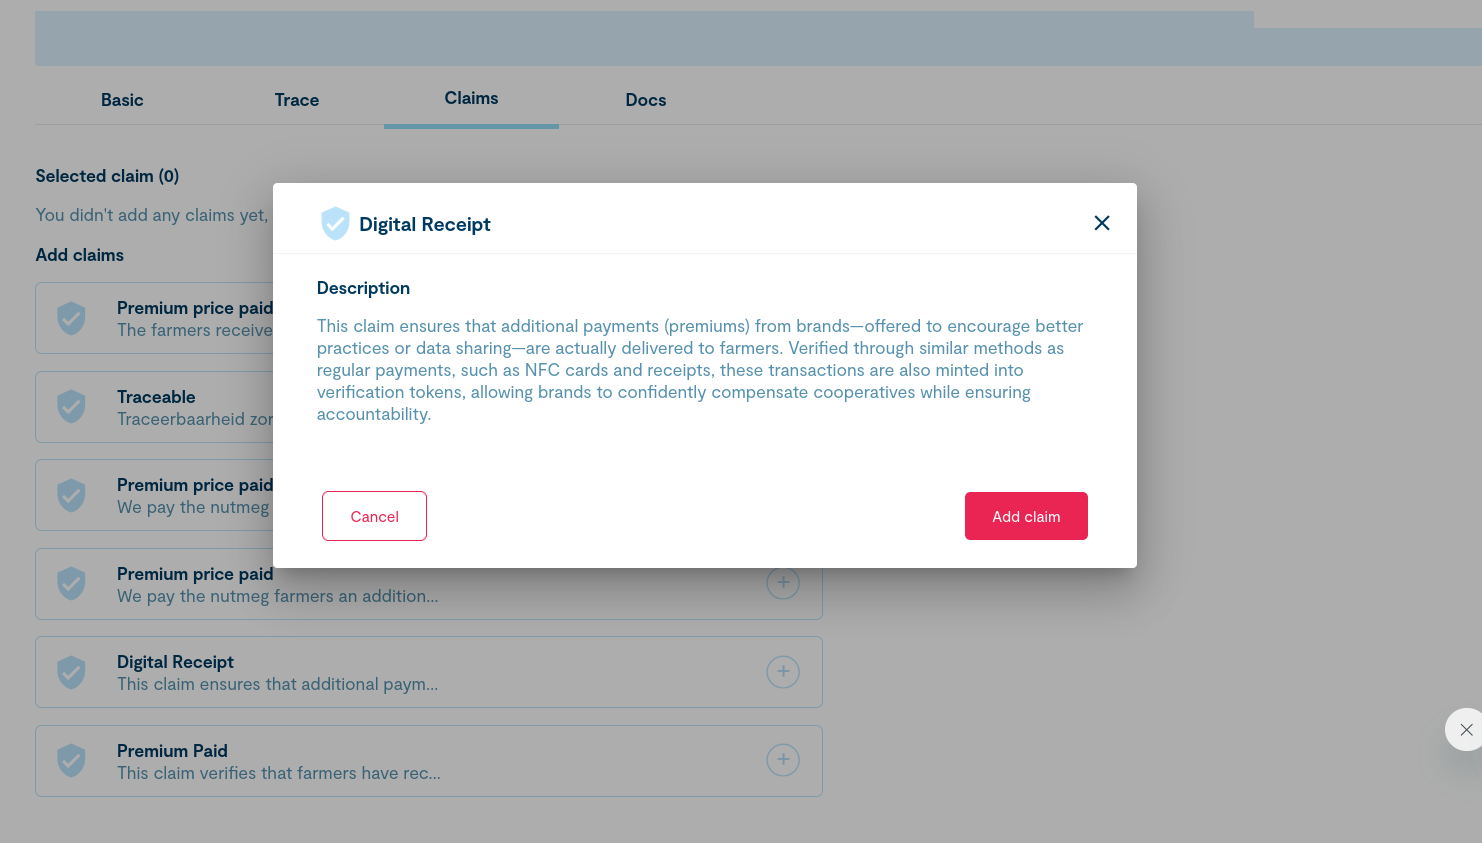 Basic
Trace
Claims
Docs
Selected claim (0)
You didn't add any claims yet,
Add claims
Premium price paid
The farmers receive
Traceable
Traceerbaarheid zor
Premium price paid
We pay the nutmeg
Premium price paid
We pay the nutmeg farmers an addition...
Digital Receipt
This claim ensures that additional paym...
Premium Paid
This claim verifies that farmers have rec...
Digital Receipt
Description
This claim ensures that additional payments (premiums) from brands—offered to encourage better
practices or data sharing—are actually delivered to farmers. Verified through similar methods as
regular payments, such as NFC cards and receipts, these transactions are also minted into
verification tokens, allowing brands to confidently compensate cooperatives while ensuring
accountability.
Cancel
Add claim